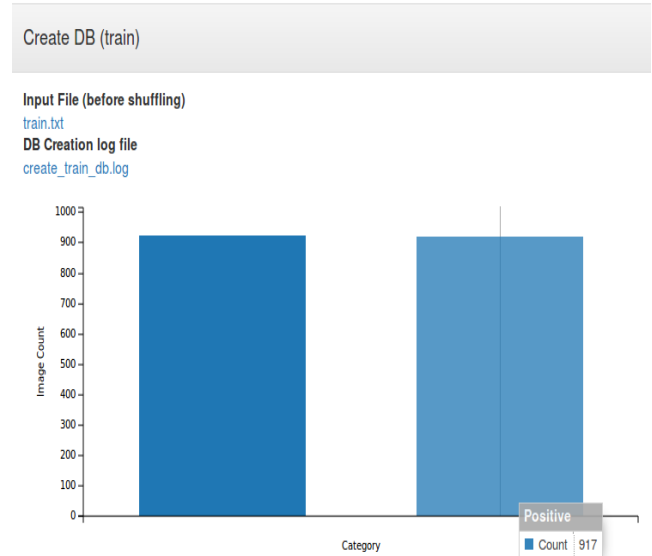 Create DB (train)
Input File (before shuffling)
train.txt
DB Creation log file
create_train_db.log
Image Count
1000
900
800
700
600
500
400
300
200
100
0
Category
Positive
Count 917